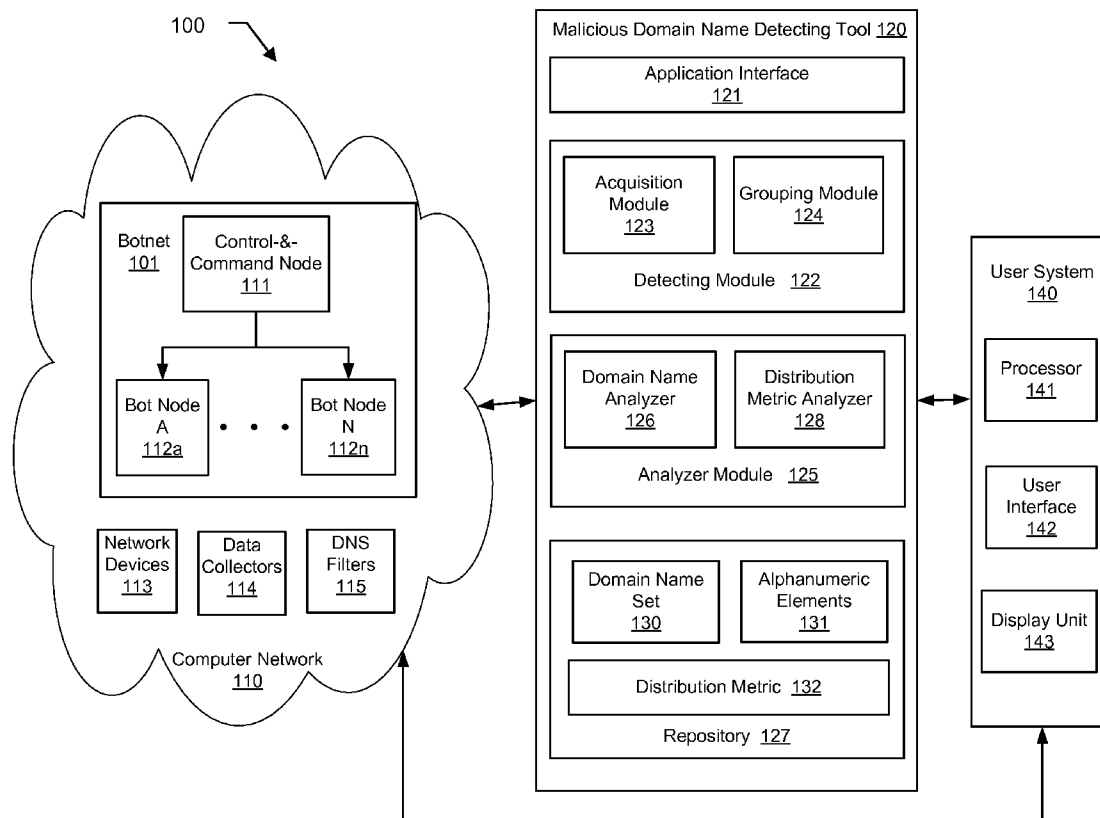 100
Malicious Domain Name Detecting Tool 120
Application Interface
121
Acquisition
Module
123
Grouping Module
124
Detecting Module 122
Botnet
101
Control-&-
Command Node
111
Bot Node
A
112a
Bot Node
N
112n
Domain Name
Analyzer
126
Distribution
Metric Analyzer
128
Analyzer Module 125
User System
140
Processor
141
User
Interface
142
Display Unit
143
Network
Devices
113
Data
Collectors
114
DNS
Filters
115
Computer Network
110
Domain Name
Set
130
Alphanumeric
Elements
131
Distribution Metric 132
Repository 127